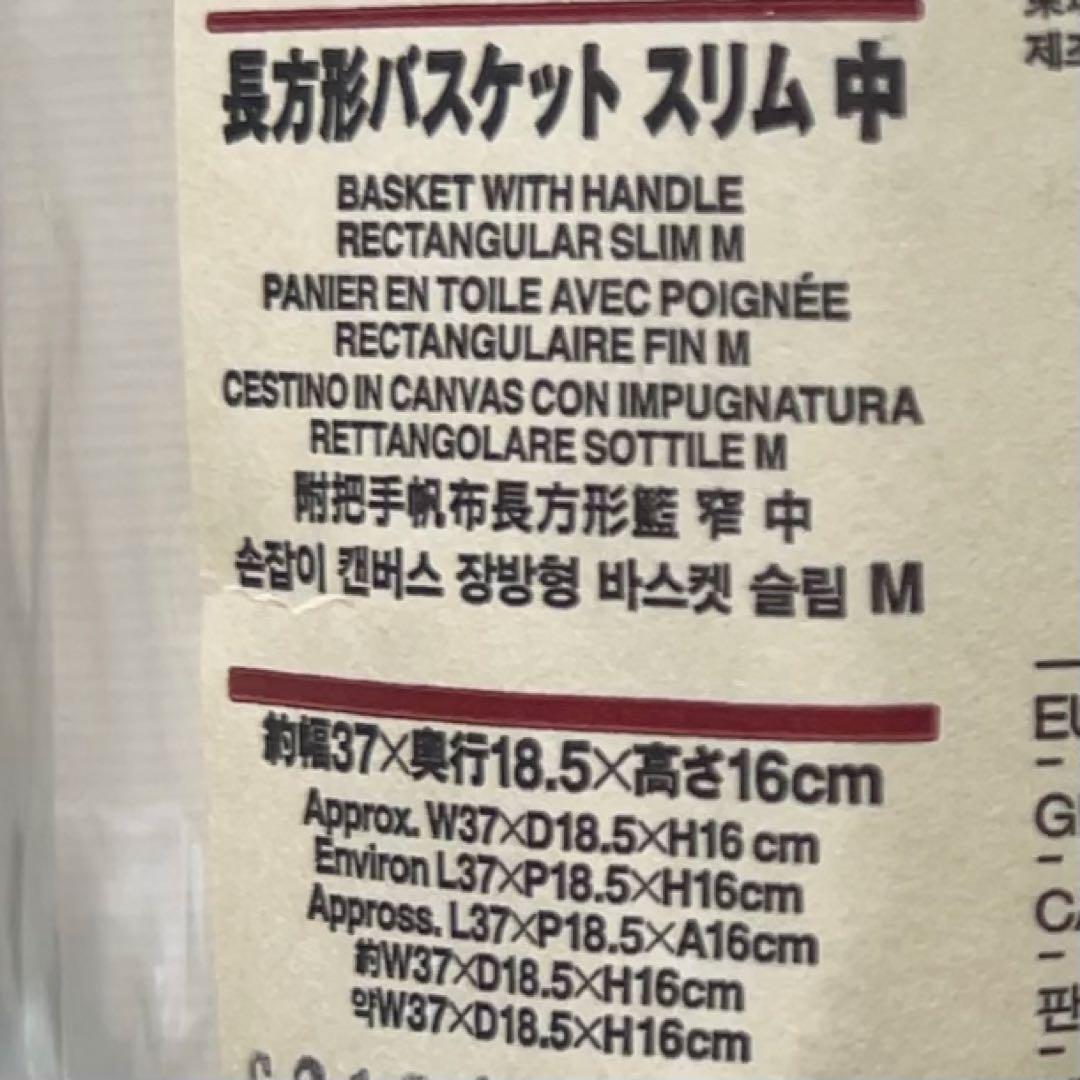 長方形バスケット スリム 中
BASKET WITH HANDLE
RECTANGULAR SLIM M
PANIER EN TOILE AVEC POIGNÉE
RECTANGULAIRE FIN M
CESTINO IN CANVAS CON IMPUGNATURA
RETTANGOLARE SOTTILE M
附把手帆布長方形籃 窄 中
손잡이 캔버스 장방형 바스켓 슬림 M
約幅37×奥行18.5×高さ16cm
Approx. W37×D18.5×H16 cm
Environ L37×P18.5×H16cm
Appross. L37×P18.5×A16cm
約W37×D18.5×H16cm
약W37×D18.5×H16cm
제조
EU
G
CA
판